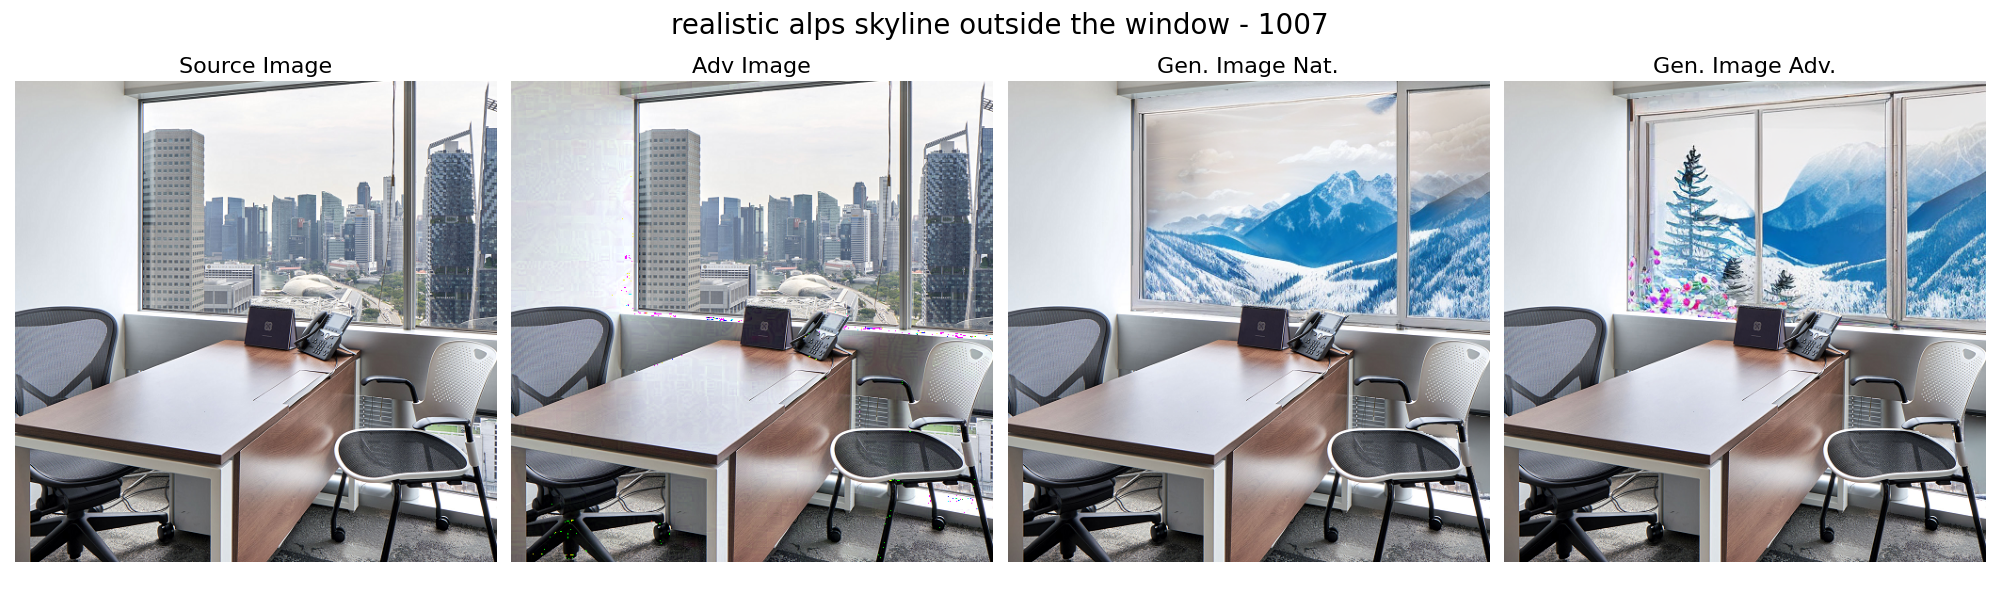 realistic alps skyline outside the window - 1007
Source Image
Adv Image
Gen. Image Nat.
Gen. Image Adv.